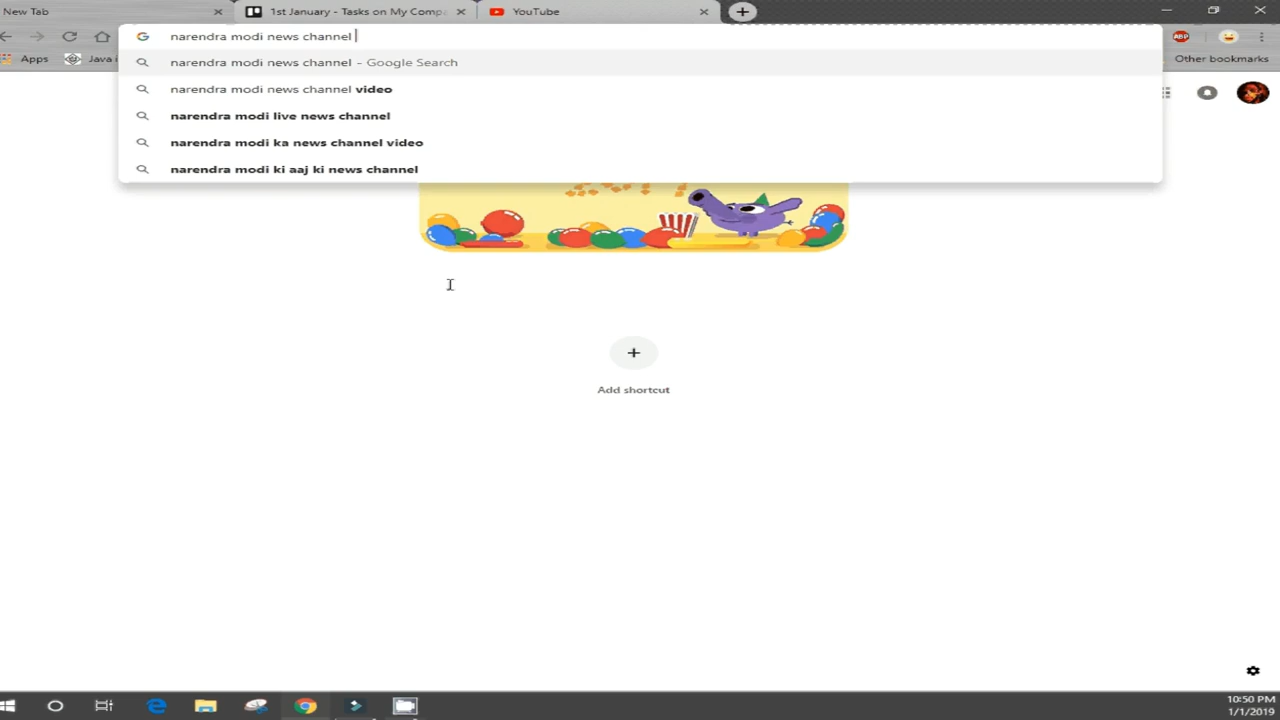 New Tab
1st January - Tasks on My Comp
YouTube
narendra modi news channel
ABP
Apps
Java i
Other bookmarks
narendra modi news channel - Google Search
narendra modi news channel video
narendra modi live news channel
narendra modi ka news channel video
narendra modi ki aaj ki news channel
Add shortcut
10:50 PM
1/1/2019